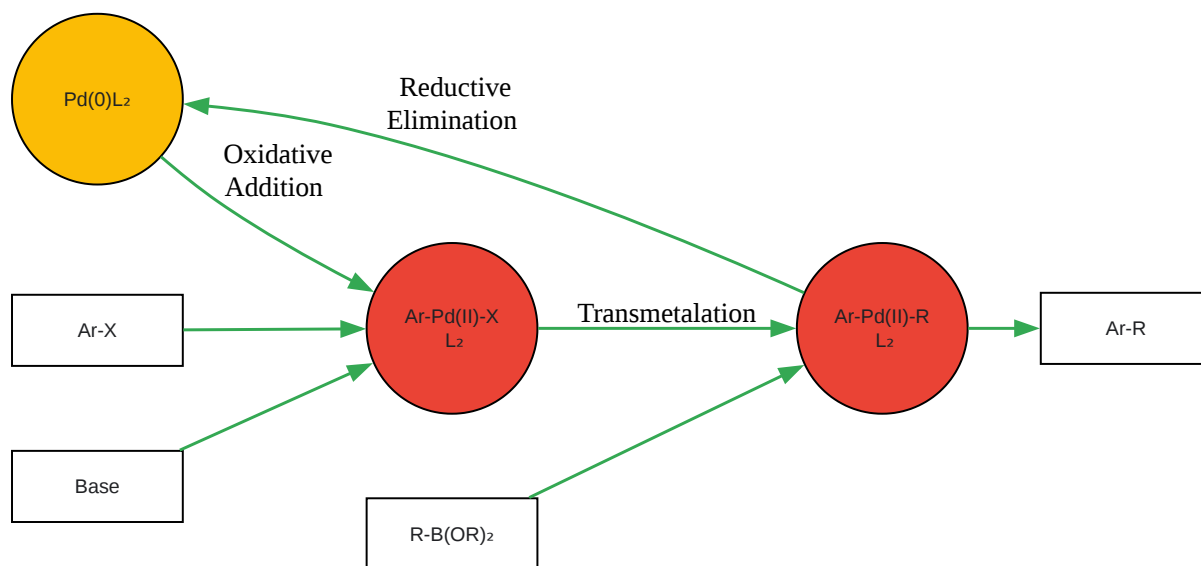 Pd(0)L₂
Reductive
Elimination
Oxidative
Addition
Ar-X
Ar-Pd(II)-X
L₂
Transmetalation
Ar-Pd(II)-R
L₂
Ar-R
Base
R-B(OR)₂